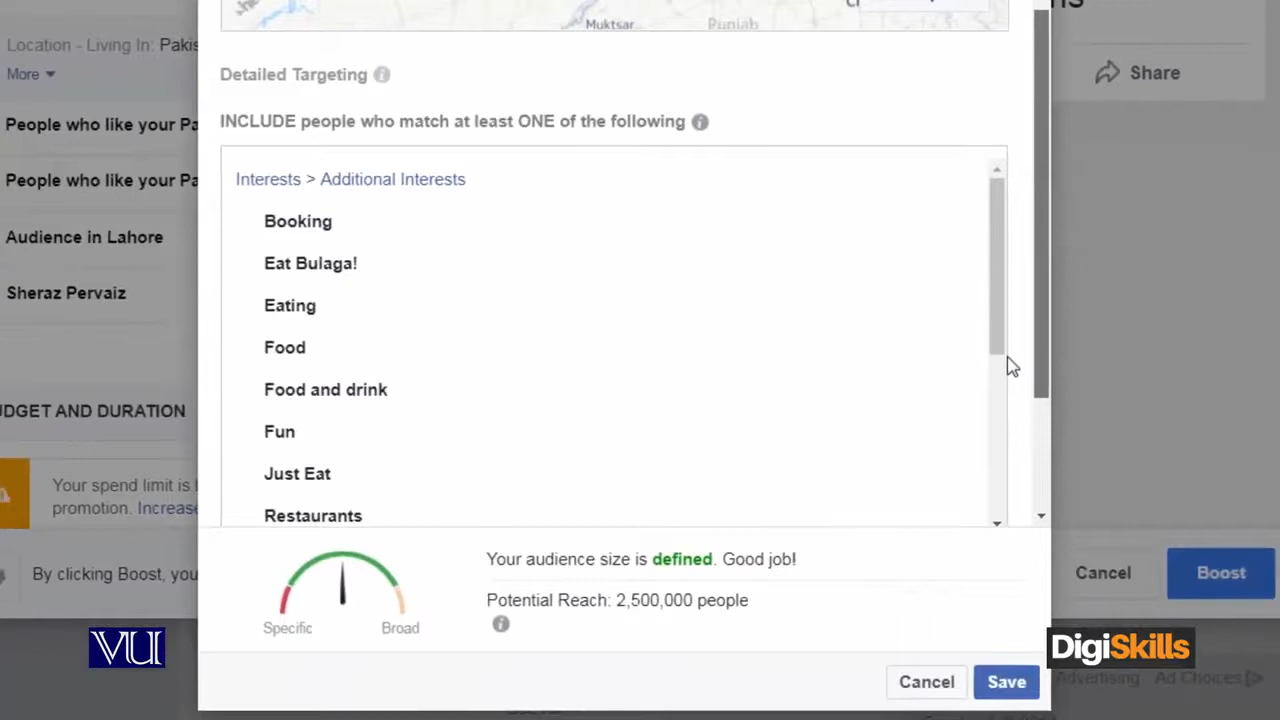 Muktsar
Punjab
Location - Living In: Pakis
More
Share
Detailed Targeting
INCLUDE people who match at least ONE of the following
People who like your Pa
People who like your Pa
Audience in Lahore
Sheraz Pervaiz
Interests > Additional Interests
Booking
Eat Bulaga!
Eating
Food
Food and drink
Fun
Just Eat
Restaurants
DGET AND DURATION
Your spend limit is
promotion. Increase
By clicking Boost, you
Cancel
Boost
Your audience size is defined. Good job!
Potential Reach: 2,500,000 people
Specific
Broad
VU
DigiSkills
Advertising
Ad Choices
Cancel
Save